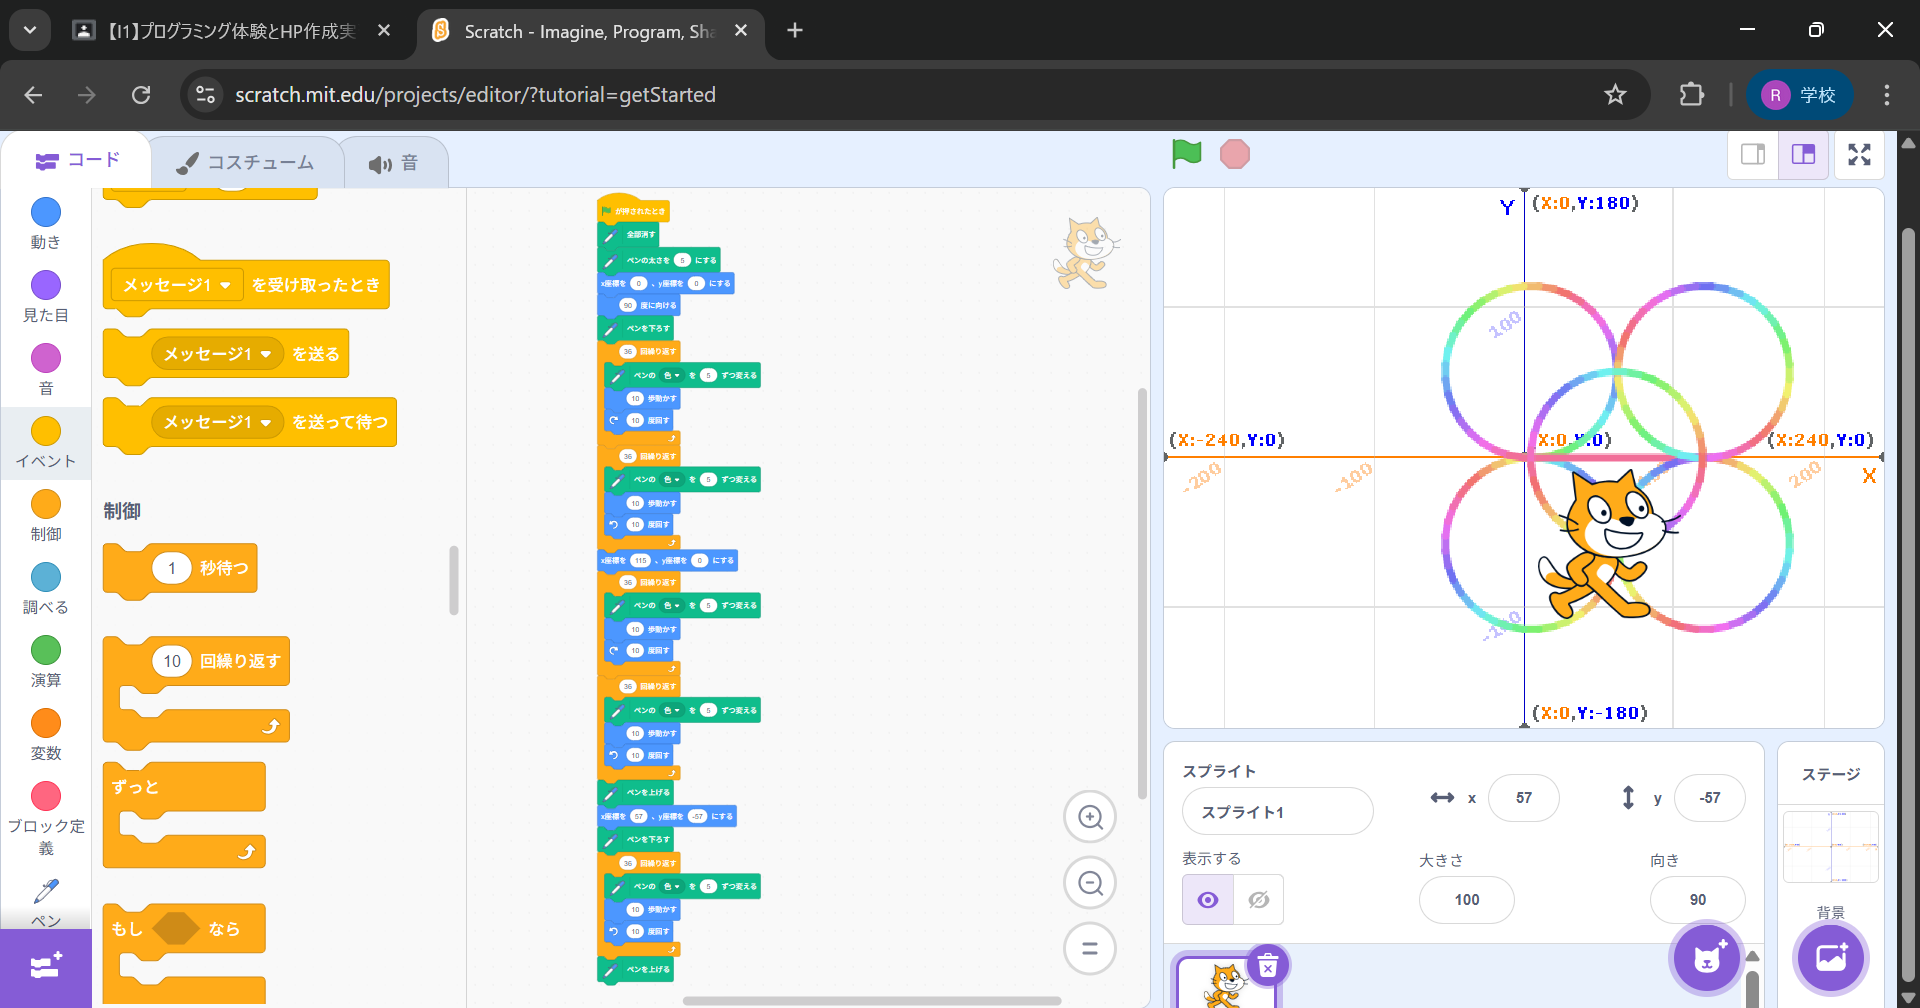 【I1】プログラミング体験とHP作成実
Scratch - Imagine, Program, Sha
scratch.mit.edu/projects/editor/?tutorial=getStarted
R 学校
コード
コスチューム
音
動き
見た目
音
イベント
制御
調べる
演算
変数
ブロック定
義
ペン
メッセージ1 を受け取ったとき
メッセージ1 を送る
メッセージ1 を送って待つ
制御
1 秒待つ
10 回繰り返す
ずっと
もし なら
が押されたとき
全部消す
ペンの太さを 5 にする
x座標を 0 、y座標を 0 にする
90 度に向ける
ペンを下ろす
36 回繰り返す
ペンの 色 を 5 ずつ変える
10 歩動かす
10 度回す
36 回繰り返す
ペンの 色 を 5 ずつ変える
10 歩動かす
10 度回す
x座標を 115 、y座標を 0 にする
36 回繰り返す
ペンの 色 を 5 ずつ変える
10 歩動かす
10 度回す
36 回繰り返す
ペンの 色 を 5 ずつ変える
10 歩動かす
10 度回す
ペンを上げる
x座標を 57 、y座標を -57 にする
ペンを下ろす
36 回繰り返す
ペンの 色 を 5 ずつ変える
10 歩動かす
10 度回す
ペンを上げる
Y (X:0,Y:180)
100
(X:-240,Y:0) (X:0,Y:0) (X:240,Y:0)
-200 -100 200 X
-100
(X:0,Y:-180)
スプライト
スプライト1
x 57
y -57
表示する
大きさ
100
向き
90
ステージ
背景